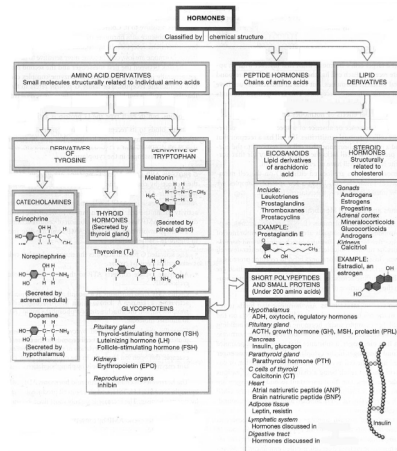 HORMONES
Classified by chemical structure
AMINO ACID DERIVATIVES
Small molecules structurally related to individual amino acids
PEPTIDE HORMONES
Chains of amino acids
LIPID
DERIVATIVES
DERIVATIVES
OF
TYROSINE
DERIVATIVE OF
TRYPTOPHAN
Melatonin
(Secreted by
pineal gland)
CATECHOLAMINES
Epinephrine
Norepinephrine
(Secreted by
adrenal medulla)
Dopamine
(Secreted by
hypothalamus)
THYROID
HORMONES
(Secreted by
thyroid gland)
Thyroxine (T₄)
EICOSANOIDS
Lipid derivatives
of arachidonic
acid
Include:
Leukotrienes
Prostaglandins
Thromboxanes
Prostacyclins
EXAMPLE:
Prostaglandin E
STEROID
HORMONES
Structurally
related to
cholesterol
Gonads
Androgens
Estrogens
Progestins
Adrenal cortex
Mineralocorticoids
Glucocorticoids
Androgens
Kidneys
Calcitriol
EXAMPLE:
Estradiol, an
estrogen
GLYCOPROTEINS
Pituitary gland
Thyroid-stimulating hormone (TSH)
Luteinizing hormone (LH)
Follicle-stimulating hormone (FSH)
Kidneys
Erythropoietin (EPO)
Reproductive organs
Inhibin
SHORT POLYPEPTIDES
AND SMALL PROTEINS
(Under 200 amino acids)
Hypothalamus
ADH, oxytocin, regulatory hormones
Pituitary gland
ACTH, growth hormone (GH), MSH, prolactin (PRL)
Pancreas
Insulin, glucagon
Parathyroid gland
Parathyroid hormone (PTH)
C cells of thyroid
Calcitonin (CT)
Heart
Atrial natriuretic peptide (ANP)
Brain natriuretic peptide (BNP)
Adipose tissue
Leptin, resistin
Lymphatic system
Hormones discussed in
Digestive tract
Hormones discussed in
Insulin